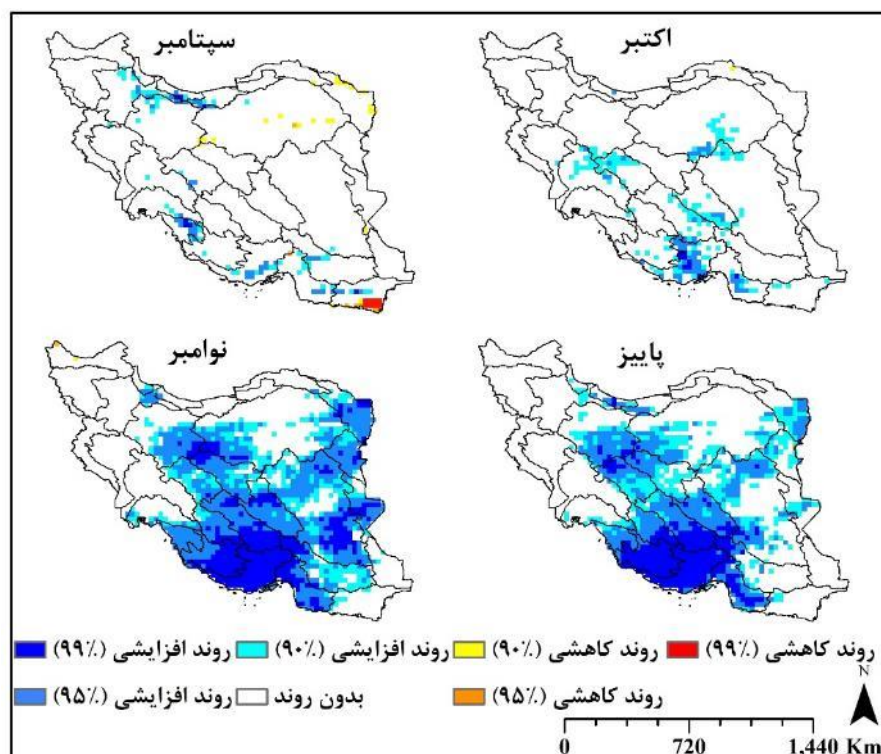 سپتامبر
اکتبر
نوامبر
پاییز
روند افزایشی (۹۹٪)
روند افزایشی (۹۰٪)
روند کاهشی (۹۰٪)
روند کاهشی (۹۹٪)
روند افزایشی (۹۵٪)
بدون روند
روند کاهشی (۹۵٪)
N
0 720 1,440 Km